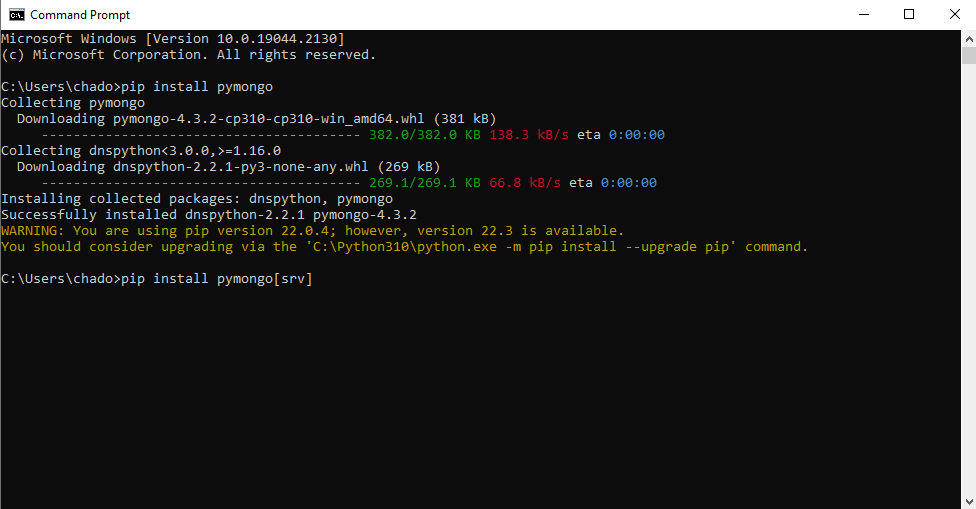 Command Prompt
Microsoft Windows [Version 10.0.19044.2130]
(c) Microsoft Corporation. All rights reserved.
C:\Users\chado>pip install pymongo
Collecting pymongo
  Downloading pymongo-4.3.2-cp310-cp310-win_amd64.whl (381 kB)
     ---------------------------------------- 382.0/382.0 KB 138.3 kB/s eta 0:00:00
Collecting dnspython<3.0.0,>=1.16.0
  Downloading dnspython-2.2.1-py3-none-any.whl (269 kB)
     ---------------------------------------- 269.1/269.1 KB 66.8 kB/s eta 0:00:00
Installing collected packages: dnspython, pymongo
Successfully installed dnspython-2.2.1 pymongo-4.3.2
WARNING: You are using pip version 22.0.4; however, version 22.3 is available.
You should consider upgrading via the 'C:\Python310\python.exe -m pip install --upgrade pip' command.
C:\Users\chado>pip install pymongo[srv]